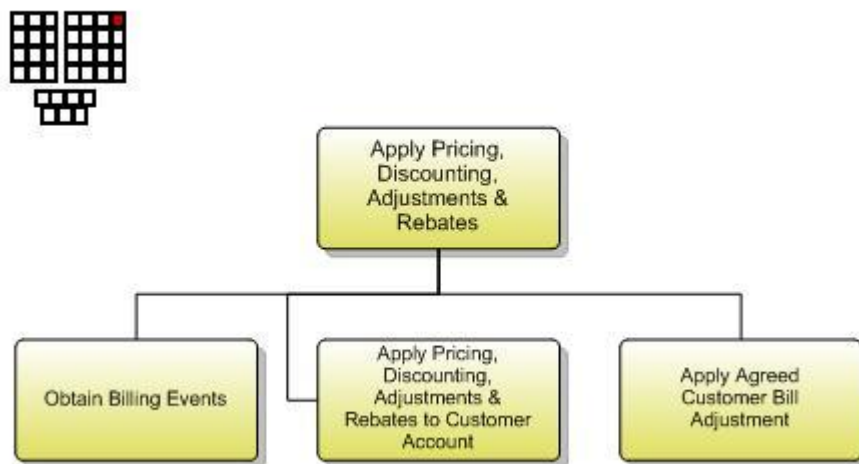 Apply Pricing,
Discounting,
Adjustments &
Rebates
Obtain Billing Events
Apply Pricing,
Discounting,
Adjustments &
Rebates to Customer
Account
Apply Agreed
Customer Bill
Adjustment